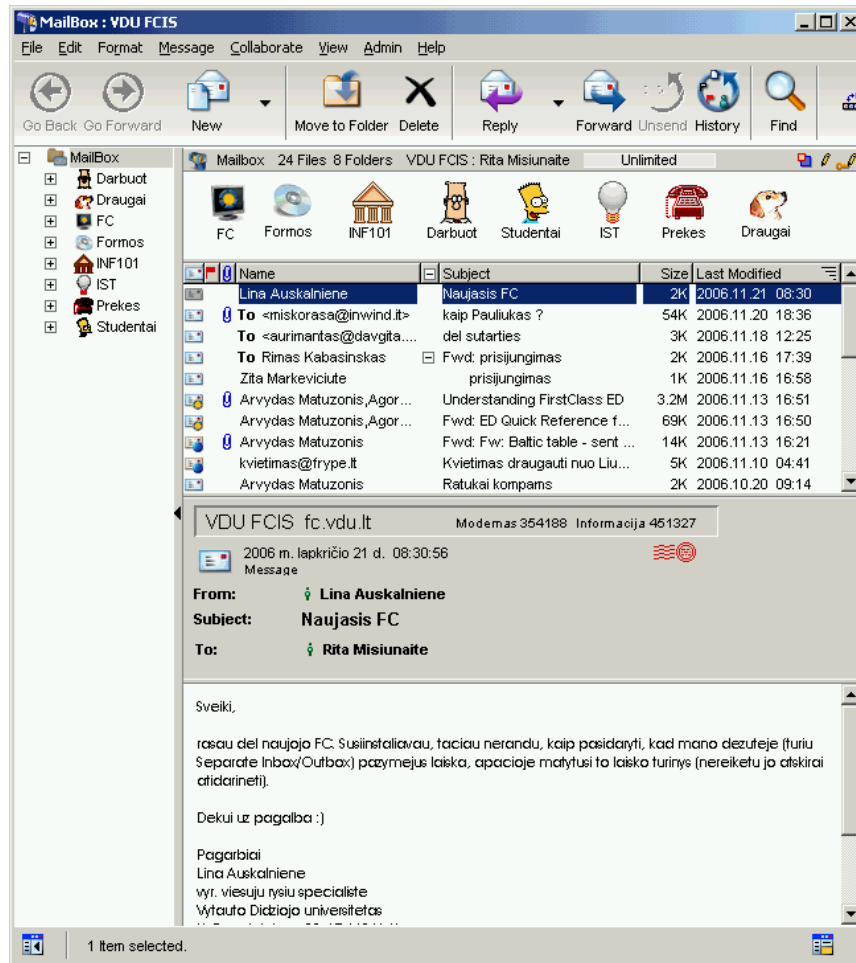 MailBox : VDU FCIS
File Edit Format Message Collaborate View Admin Help
Go Back Go Forward New Move to Folder Delete Reply Forward Unsend History Find
MailBox
Darbuot
Draugai
FC
Formos
INF101
IST
Prekes
Studentai
Mailbox 24 Files 8 Folders VDU FCIS : Rita Misiunaite Unlimited
FC Formos INF101 Darbuot Studentai IST Prekes Draugai
Name Subject Size Last Modified
Lina Auskalniene Naujasis FC 2K 2006.11.21 08:30
To <miskorasa@inwind.it> kaip Pauliukas ? 54K 2006.11.20 18:36
To <aurimantas@davgita.... del sutarties 3K 2006.11.18 12:25
To Rimas Kabasinskas Fwd: prisijungimas 2K 2006.11.16 17:39
Zita Markeviciute prisijungimas 1K 2006.11.16 16:58
Arvydas Matuzonis,Agor... Understanding FirstClass ED 3.2M 2006.11.13 16:51
Arvydas Matuzonis,Agor... Fwd: ED Quick Reference f... 69K 2006.11.13 16:50
Arvydas Matuzonis Fwd: Fw: Baltic table - sent ... 14K 2006.11.13 16:21
kvietimas@frype.lt Kvietimas draugauti nuo Liu... 5K 2006.11.10 04:41
Arvydas Matuzonis Ratukai kompams 2K 2006.10.20 09:14
VDU FCIS fc.vdu.lt Modemas 354188 Informacija 451327
2006 m. lapkričio 21 d. 08:30:56
Message
From: Lina Auskalniene
Subject: Naujasis FC
To: Rita Misiunaite
Sveiki,
rasau del naujojo FC. Susiinstaliavau, taciau nerandu, kaip pasidaryti, kad mano dezuteje (turiu
Separate Inbox/Outbox) pazymejus laiska, apacioje matytusi to laisko turinys (nereiketu jo atskirai
atidarineti).
Dekui uz pagalba :)
Pagarbiai
Lina Auskalniene
vyr. viesuju rysiu specialiste
Vytauto Didziojo universitetas
1 Item selected.